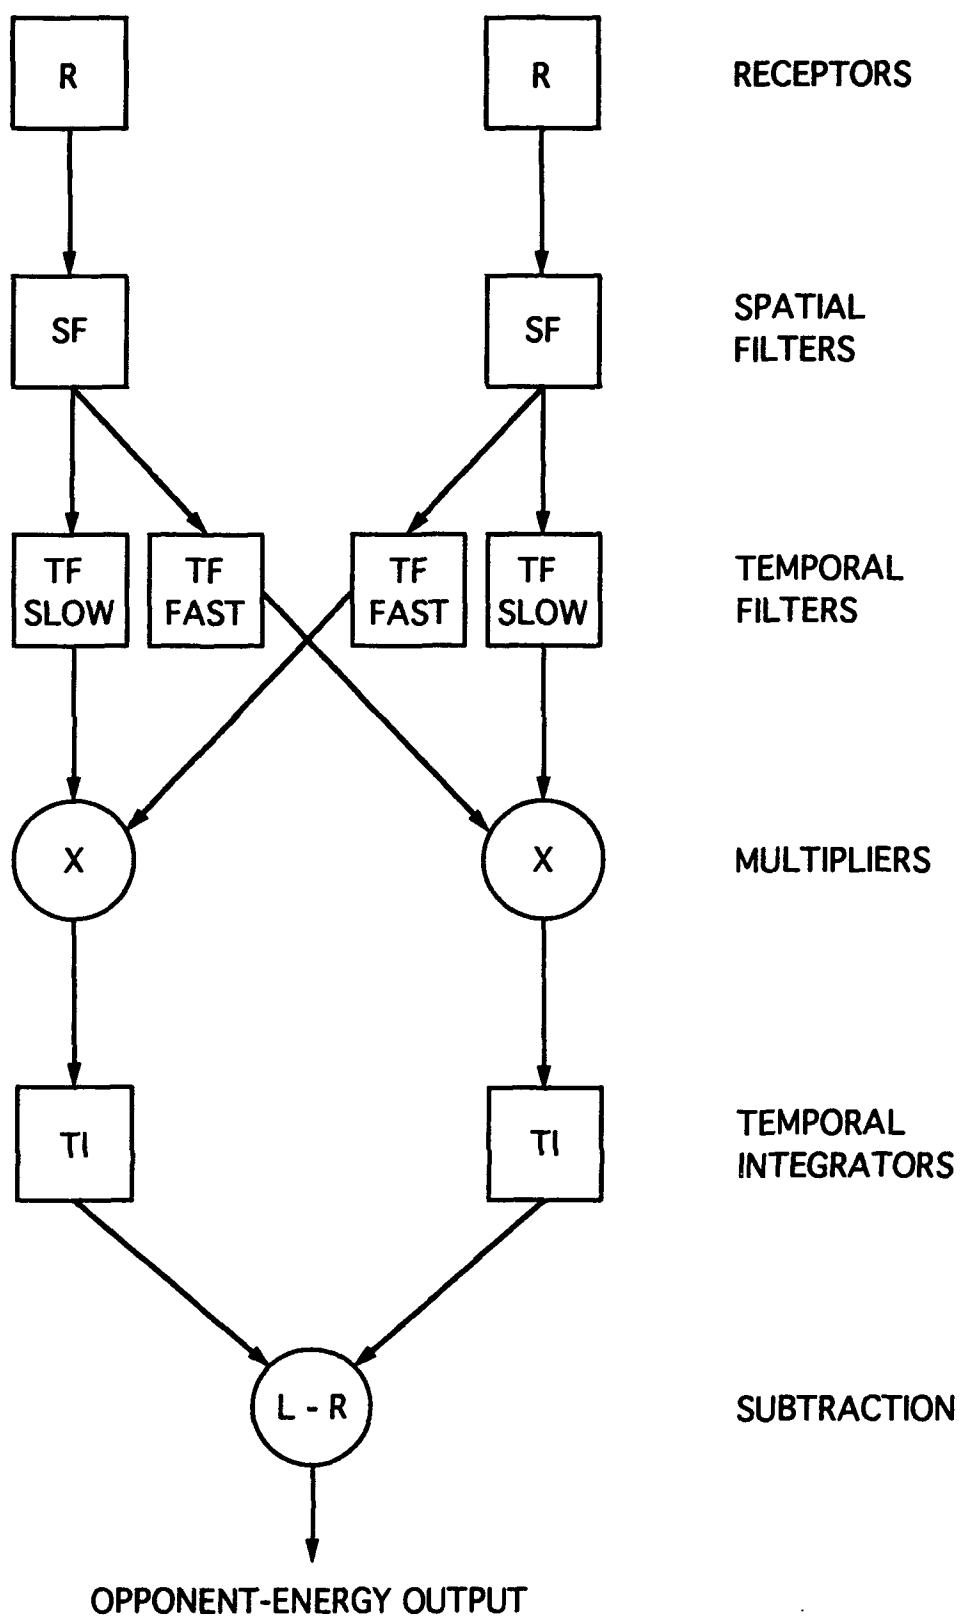 R R RECEPTORS
SF SF SPATIAL
FILTERS
TF TF TF TF TEMPORAL
SLOW FAST FAST SLOW FILTERS
X X MULTIPLIERS
TI TI TEMPORAL
INTEGRATORS
L - R SUBTRACTION
OPPONENT-ENERGY OUTPUT